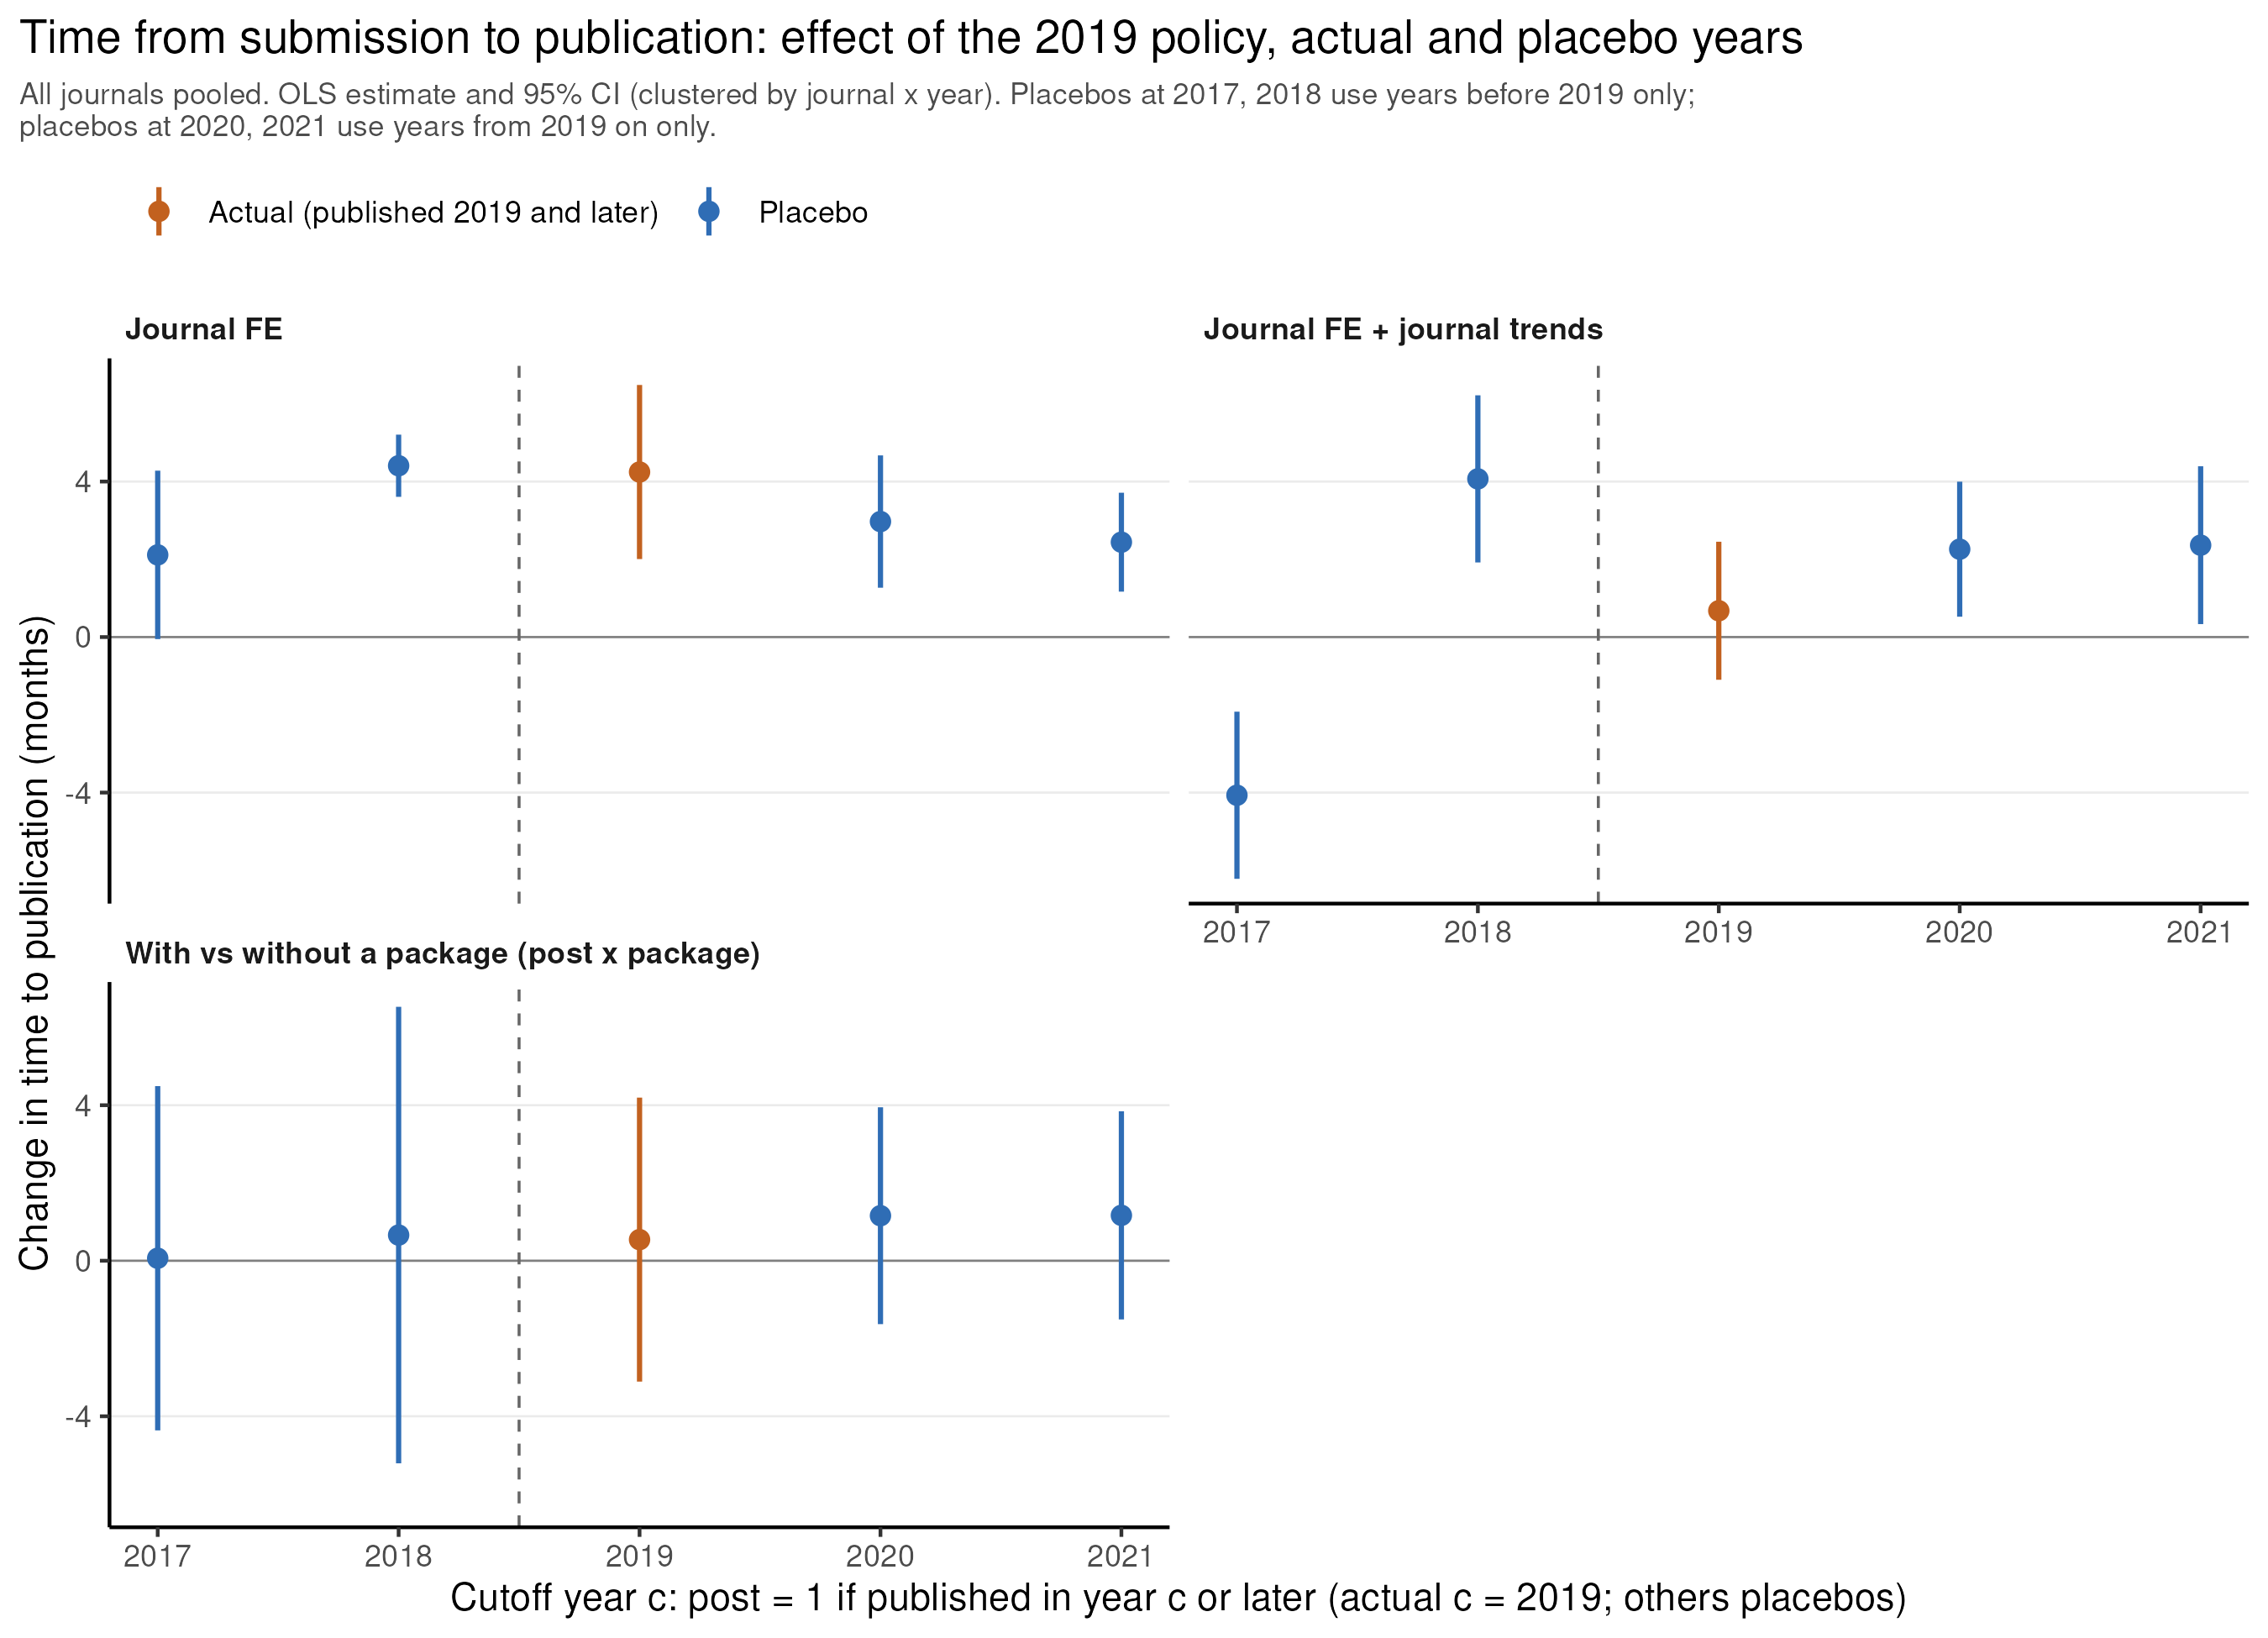 Time from submission to publication: effect of the 2019 policy, actual and placebo years
All journals pooled. OLS estimate and 95% CI (clustered by journal x year). Placebos at 2017, 2018 use years before 2019 only;
placebos at 2020, 2021 use years from 2019 on only.
Actual (published 2019 and later)
Placebo
Journal FE
Journal FE + journal trends
4
0
-4
2017
2018
2019
2020
2021
With vs without a package (post x package)
4
0
-4
2017
2018
2019
2020
2021
Change in time to publication (months)
Cutoff year c: post = 1 if published in year c or later (actual c = 2019; others placebos)